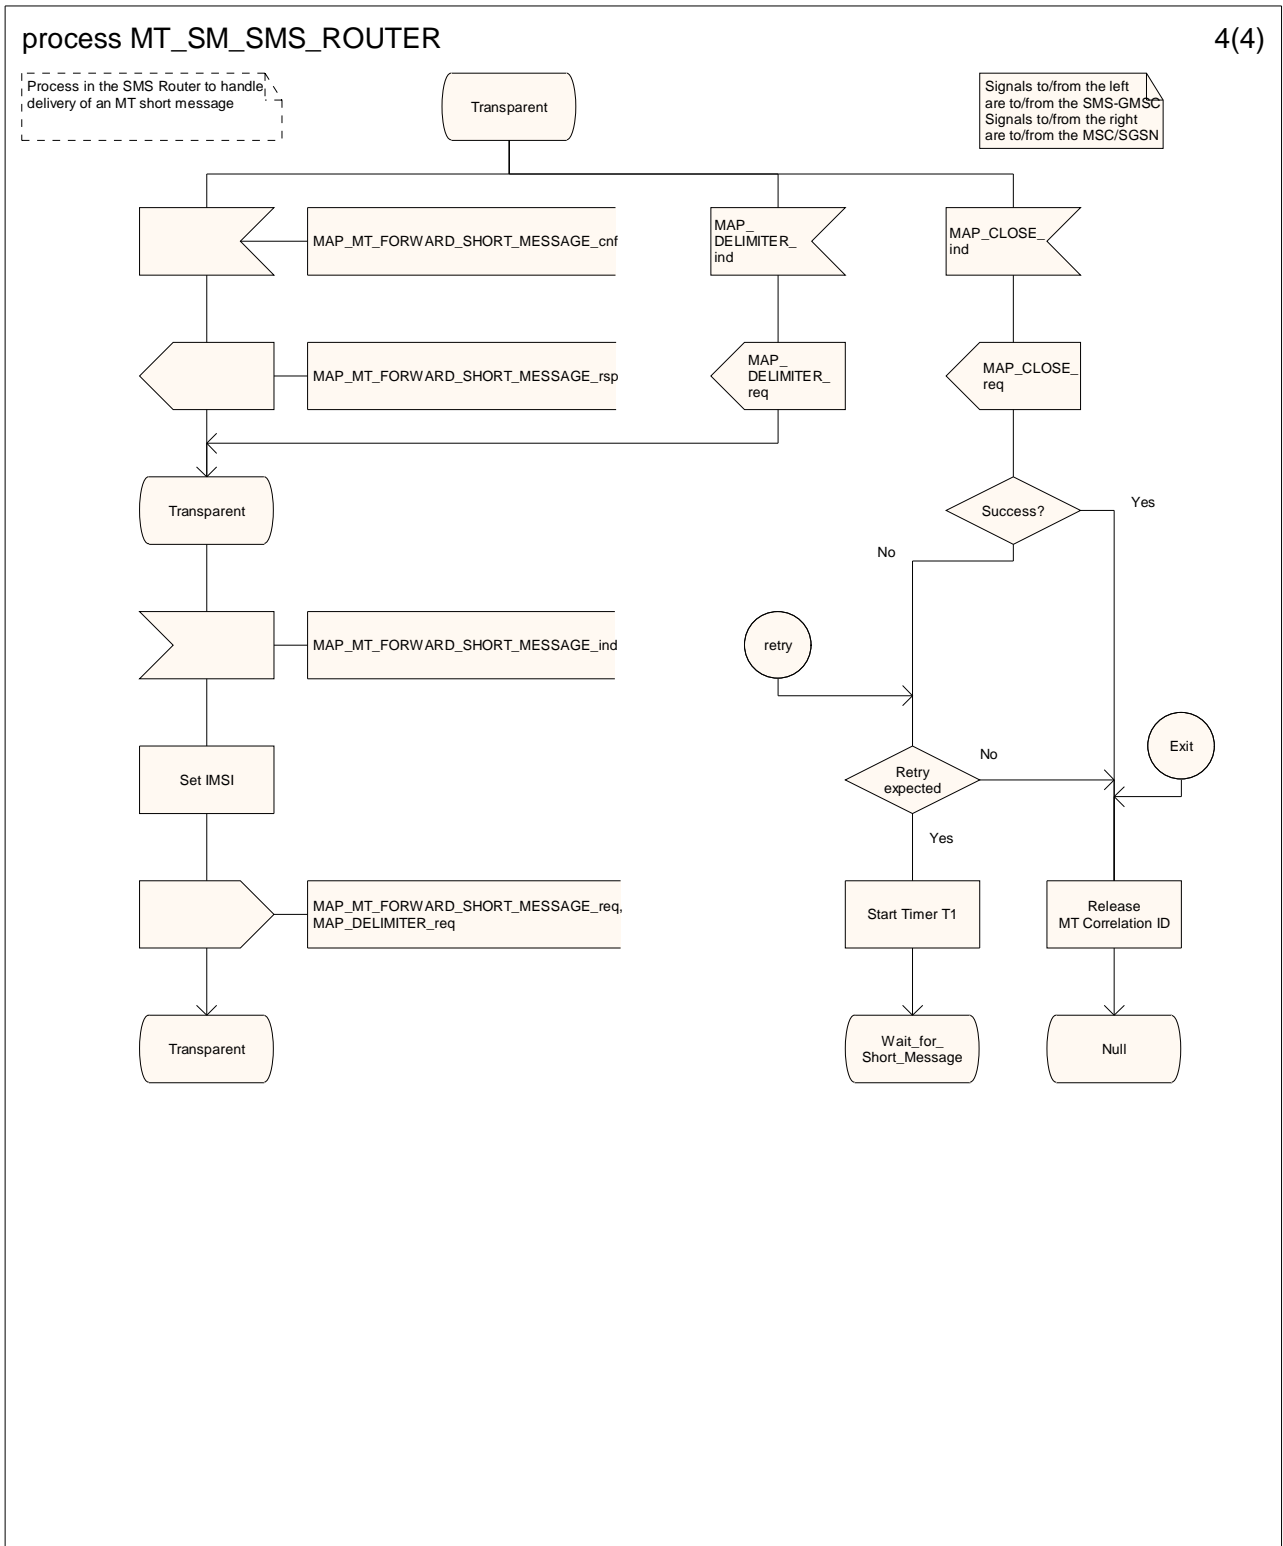 process MT_SM_SMS_ROUTER
4(4)
Process in the SMS Router to handle
delivery of an MT short message
Transparent
Signals to/from the left
are to/from the SMS-GMSC
Signals to/from the right
are to/from the MSC/SGSN
MAP_MT_FORWARD_SHORT_MESSAGE_cnf
MAP_
DELIMITER_
ind
MAP_CLOSE_
ind
MAP_MT_FORWARD_SHORT_MESSAGE_rsp
MAP_
DELIMITER_
req
MAP_CLOSE_
req
Transparent
Success?
Yes
No
MAP_MT_FORWARD_SHORT_MESSAGE_ind
retry
Set IMSI
Retry
expected
No
Exit
Yes
MAP_MT_FORWARD_SHORT_MESSAGE_req,
MAP_DELIMITER_req
Start Timer T1
Release
MT Correlation ID
Transparent
Wait_for_
Short_Message
Null